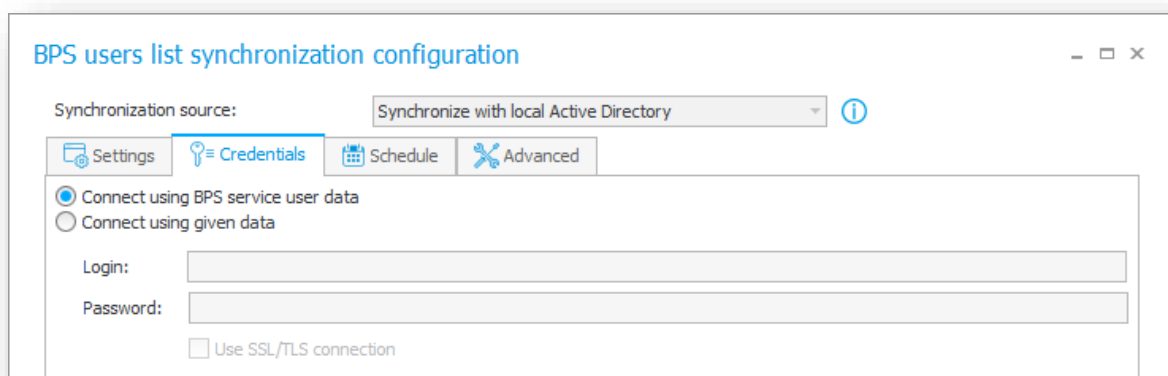 BPS users list synchronization configuration
Synchronization source: Synchronize with local Active Directory
Settings Credentials Schedule Advanced
Connect using BPS service user data
Connect using given data
Login:
Password:
Use SSL/TLS connection